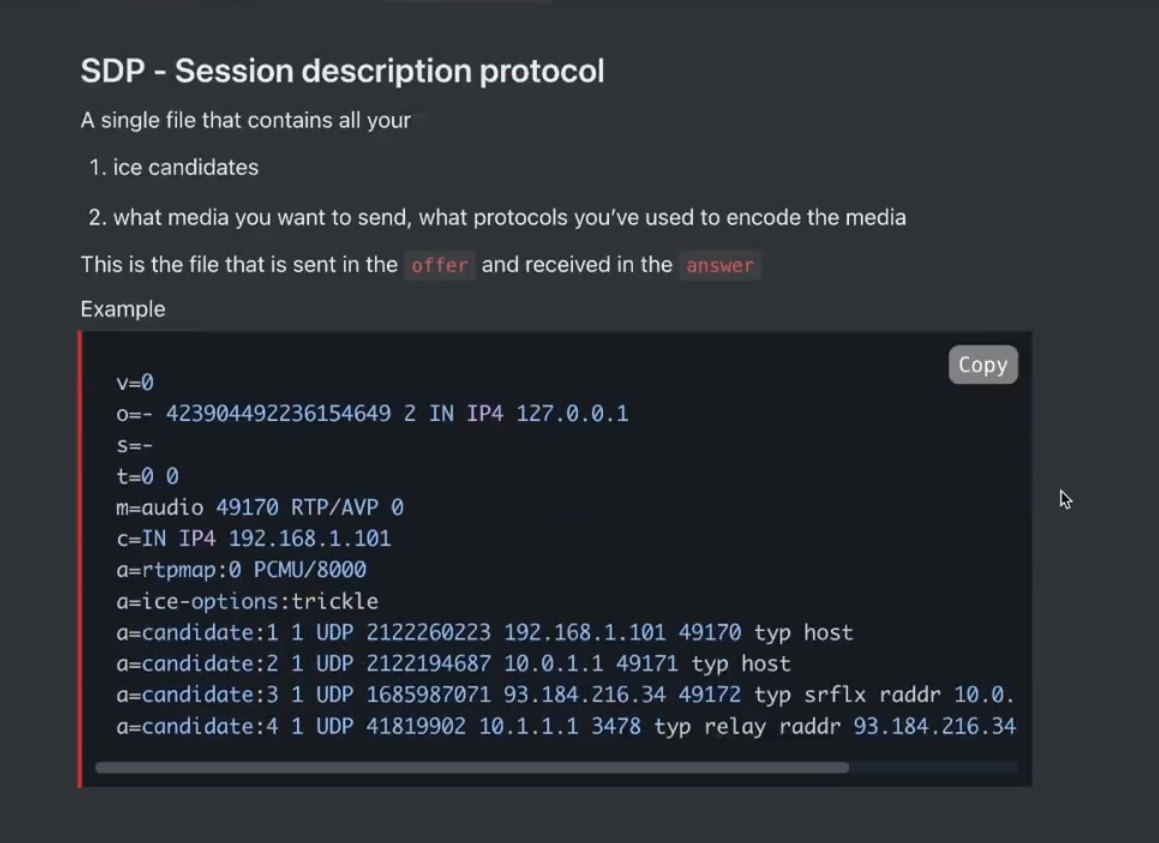 SDP - Session description protocol
A single file that contains all your
1. ice candidates
2. what media you want to send, what protocols you’ve used to encode the media
This is the file that is sent in the offer and received in the answer
Example
Copy
v=0
o=- 423904492236154649 2 IN IP4 127.0.0.1
s=-
t=0 0
m=audio 49170 RTP/AVP 0
c=IN IP4 192.168.1.101
a=rtpmap:0 PCMU/8000
a=ice-options:trickle
a=candidate:1 1 UDP 2122260223 192.168.1.101 49170 typ host
a=candidate:2 1 UDP 2122194687 10.0.1.1 49171 typ host
a=candidate:3 1 UDP 1685987071 93.184.216.34 49172 typ srflx raddr 10.0.
a=candidate:4 1 UDP 41819902 10.1.1.1 3478 typ relay raddr 93.184.216.34